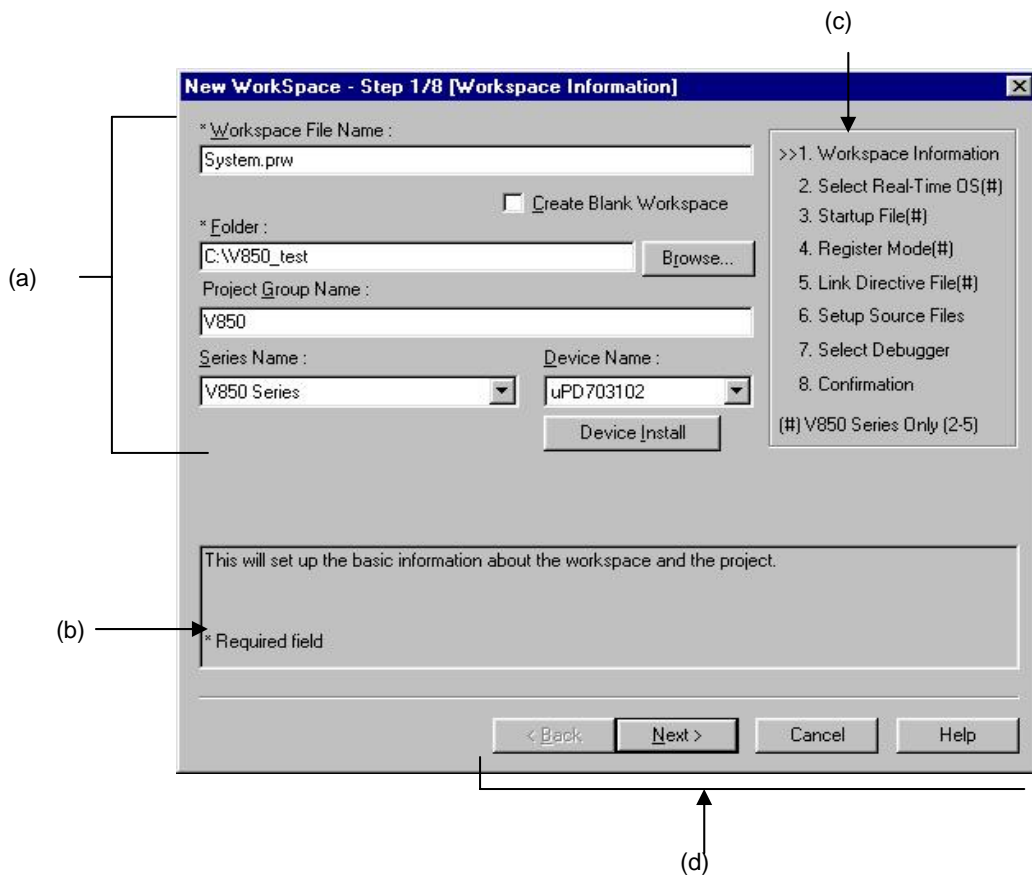 (c)
New WorkSpace - Step 1/8 [Workspace Information]
* Workspace File Name :
System.prw
Create Blank Workspace
* Folder :
C:\V850_test
Browse...
Project Group Name :
V850
Series Name :
Device Name :
V850 Series
uPD703102
Device Install
>>1. Workspace Information
2. Select Real-Time OS(#)
3. Startup File(#)
4. Register Mode(#)
5. Link Directive File(#)
6. Setup Source Files
7. Select Debugger
8. Confirmation
(#) V850 Series Only (2-5)
(a)
This will set up the basic information about the workspace and the project.
(b)
* Required field
< Back
Next >
Cancel
Help
(d)